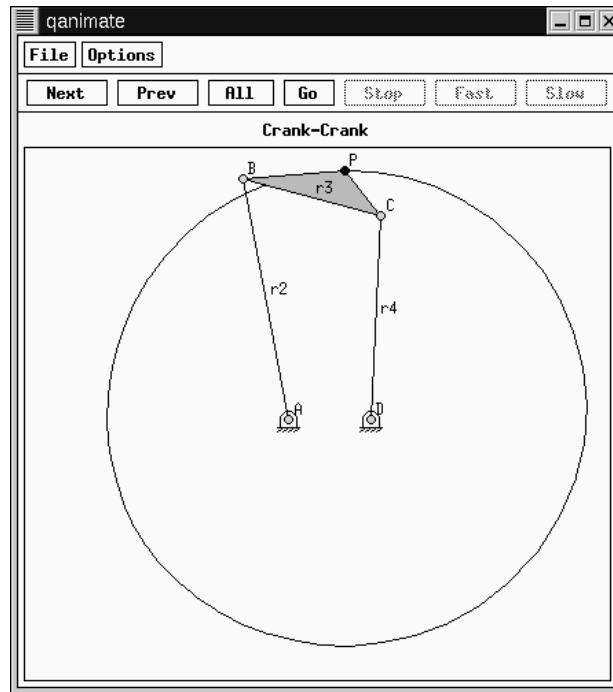 qanimate
File Options
Next Prev All Go Stop Fast Slow
Crank-Crank
P
B
r3
C
r2
r4
A D